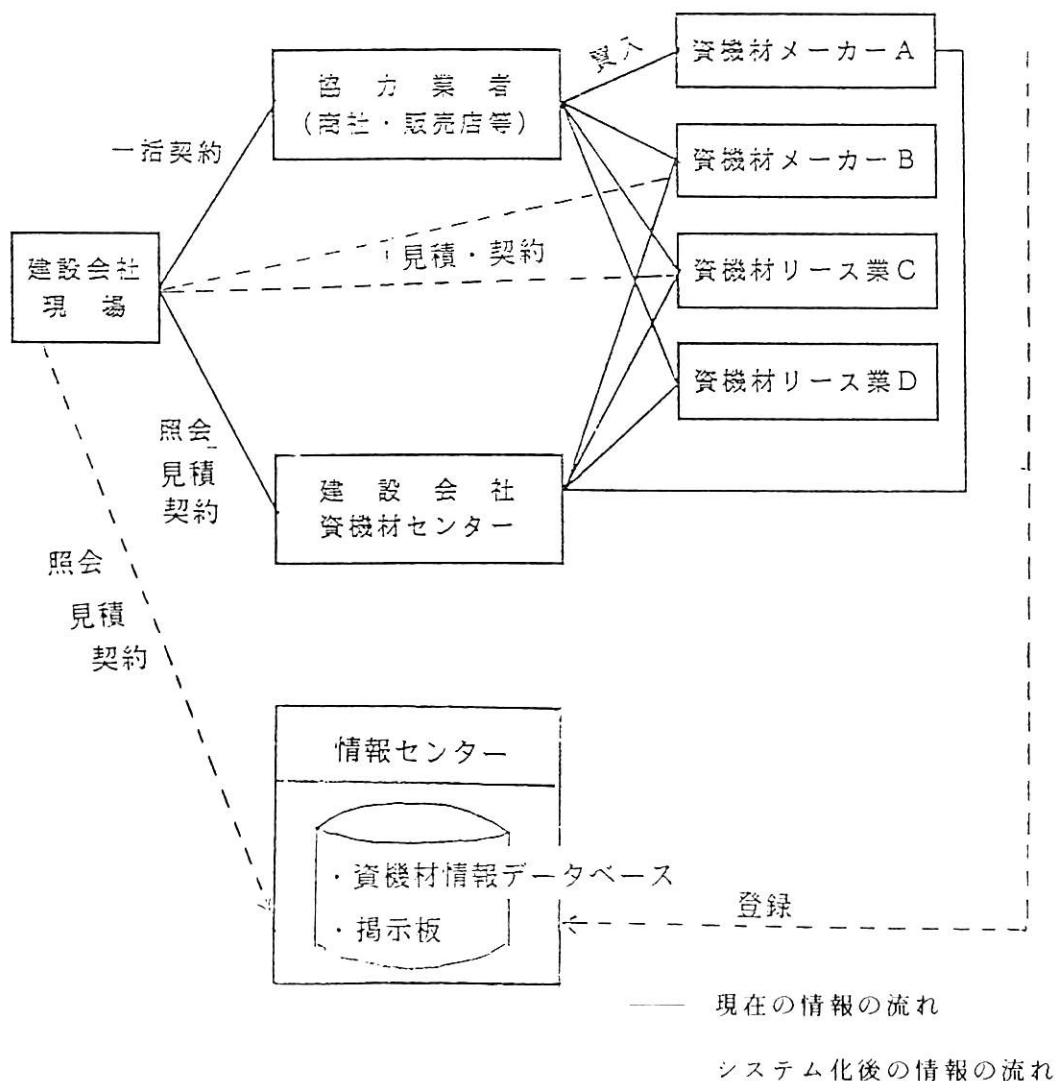 協力業者
(商社・販売店等)
買入
資機材メーカーA
一括契約
資機材メーカーB
建設会社
現場
見積・契約
資機材リース業C
資機材リース業D
照会
見積
契約
建設会社
資機材センター
照会
見積
契約
情報センター
・資機材情報データベース
・掲示板
登録
現在の情報の流れ
システム化後の情報の流れ